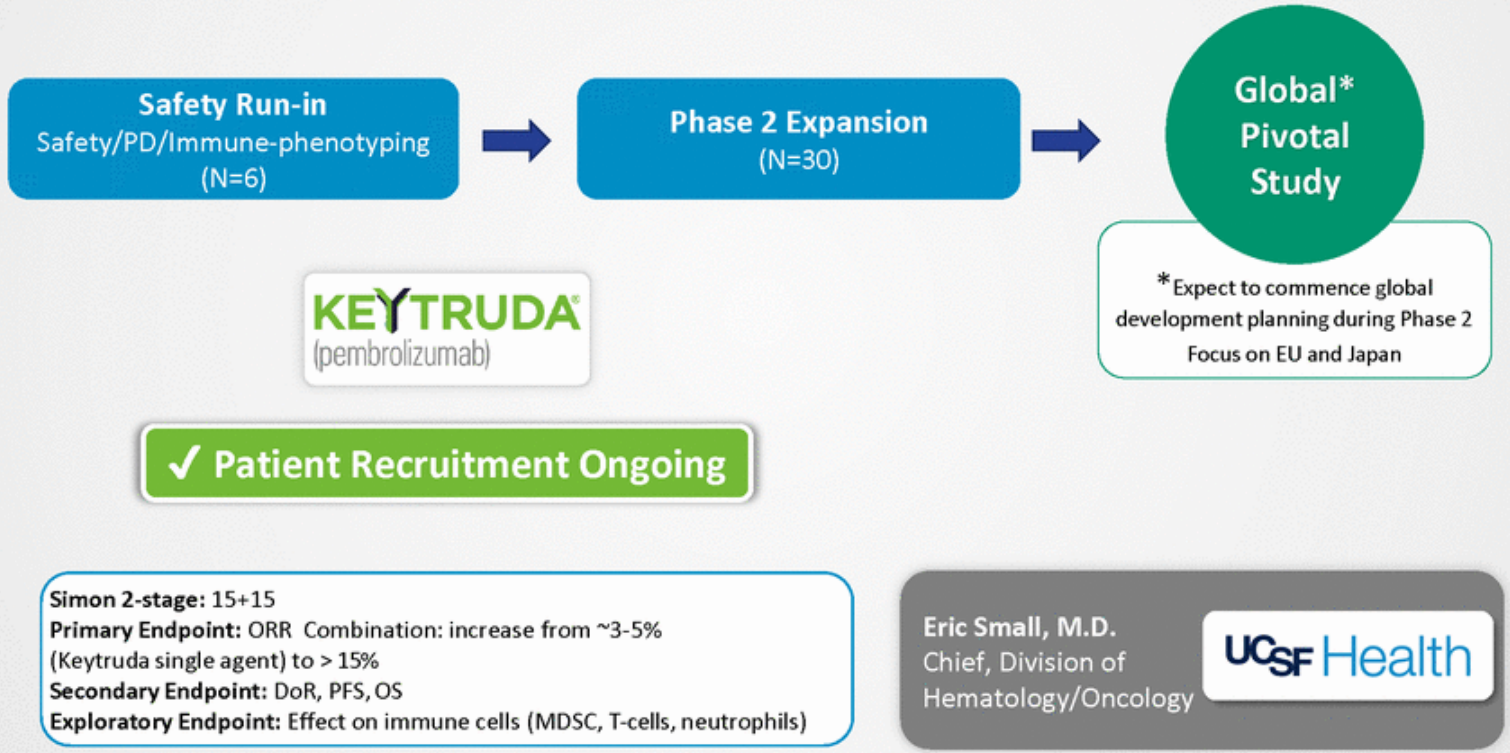 Safety Run-in
Safety/PD/Immune-phenotyping
(N=6)
Phase 2 Expansion
(N=30)
Global*
Pivotal
Study
*Expect to commence global
development planning during Phase 2
Focus on EU and Japan
KEYTRUDA®
(pembrolizumab)
✓ Patient Recruitment Ongoing
Simon 2-stage: 15+15
Primary Endpoint: ORR Combination: increase from ~3-5%
(Keytruda single agent) to > 15%
Secondary Endpoint: DoR, PFS, OS
Exploratory Endpoint: Effect on immune cells (MDSC, T-cells, neutrophils)
Eric Small, M.D.
Chief, Division of
Hematology/Oncology
UCSF Health